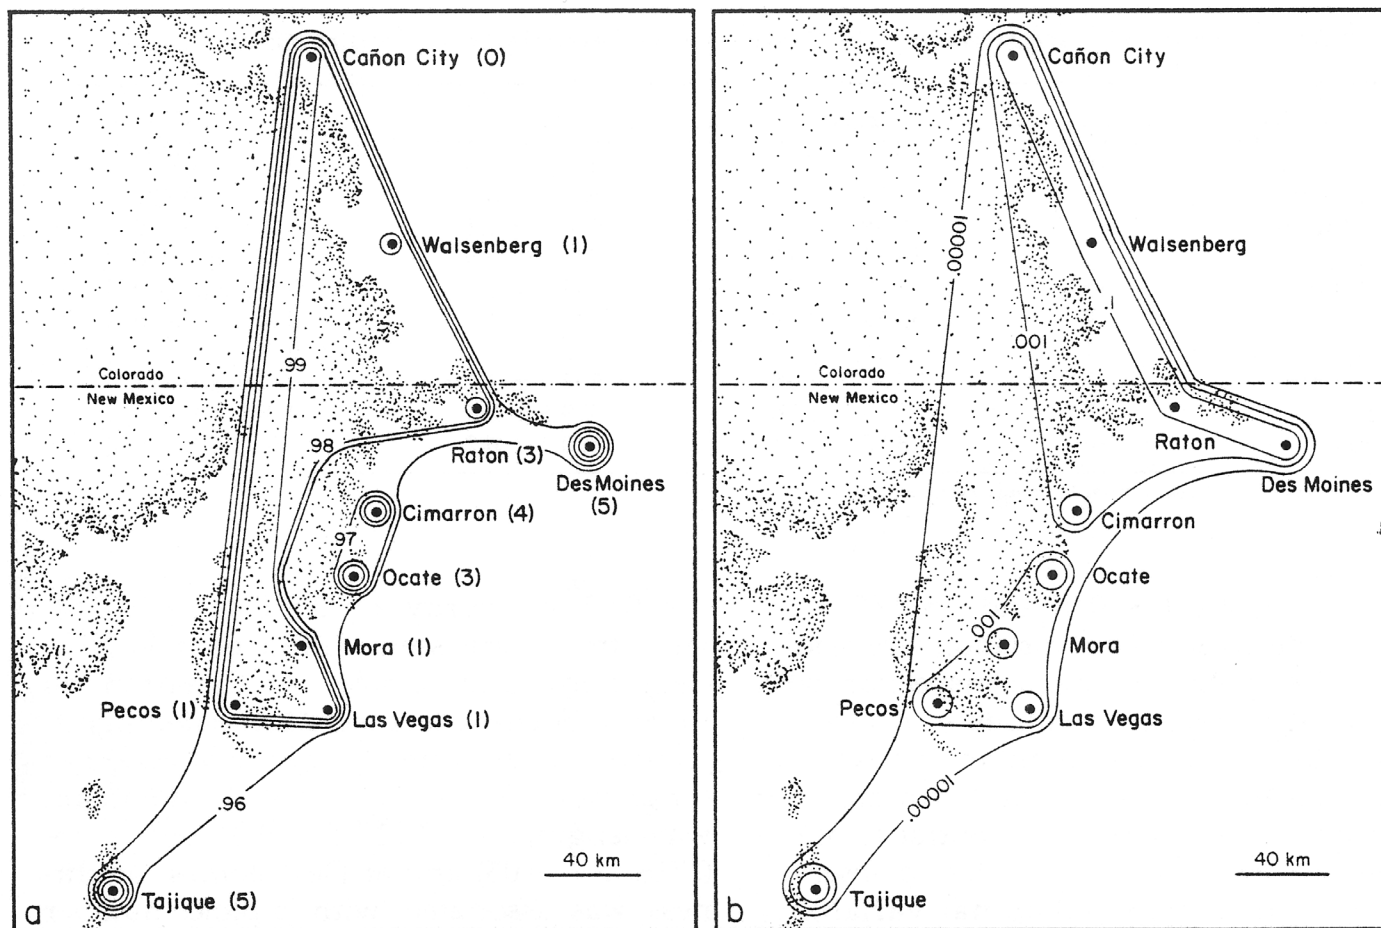 Cañon City (0)
Walsenberg (1)
.99
Colorado
New Mexico
.98
Raton (3)
Des Moines
(5)
Cimarron (4)
.97
Ocate (3)
Mora (1)
Pecos (1)
Las Vegas (1)
.96
40 km
Tajique (5)
a
Cañon City
.00001
Walsenberg
.1
.001
Colorado
New Mexico
Raton
Des Moines
Cimarron
Ocate
.001
Mora
Pecos
Las Vegas
.00001
40 km
Tajique
b